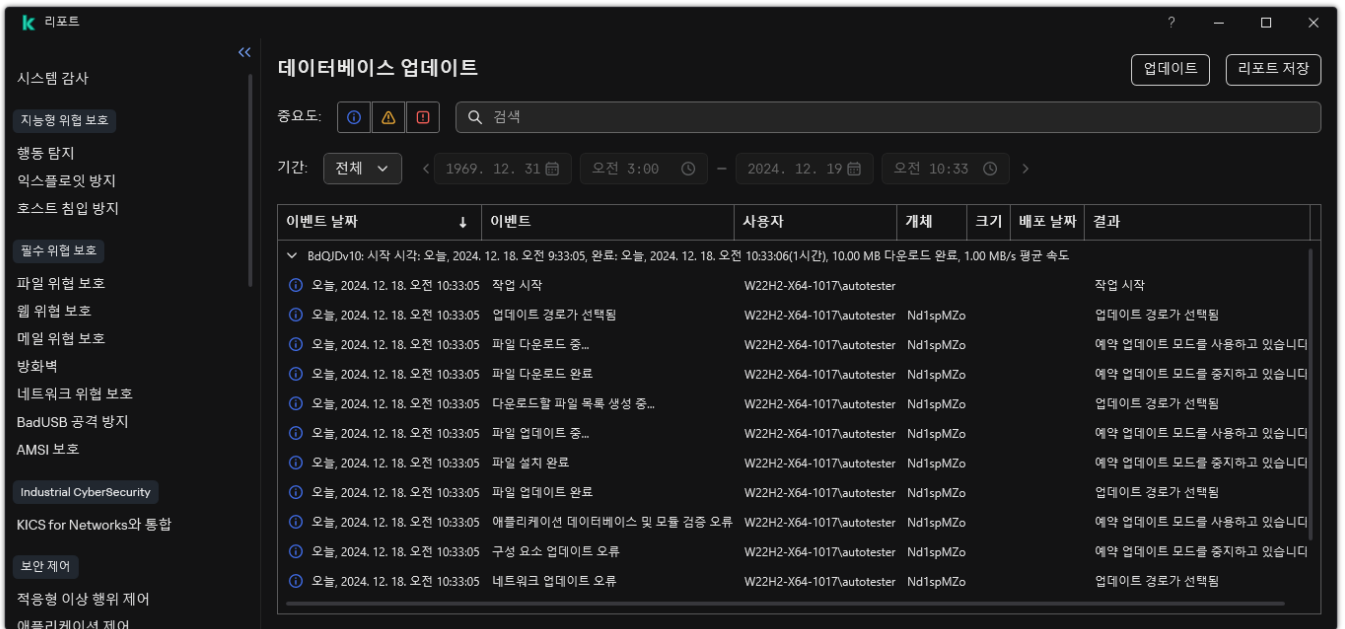 리포트
시스템 감사
지능형 위협 보호
행동 탐지
익스플로잇 방지
호스트 침입 방지
필수 위협 보호
파일 위협 보호
웹 위협 보호
메일 위협 보호
방화벽
네트워크 위협 보호
BadUSB 공격 방지
AMSI 보호
Industrial CyberSecurity
KICS for Networks와 통합
보안 제어
적응형 이상 행위 제어
애플리케이션 제어
데이터베이스 업데이트
업데이트 리포트 저장
중요도: 검색
기간: 전체 1969. 12. 31 오전 3:00 – 2024. 12. 19 오전 10:33
이벤트 날짜 ↓ 이벤트 사용자 개체 크기 배포 날짜 결과
BdQJDv10: 시작 시각: 오늘, 2024. 12. 18. 오전 9:33:05, 완료: 오늘, 2024. 12. 18. 오전 10:33:06(1시간), 10.00 MB 다운로드 완료, 1.00 MB/s 평균 속도
오늘, 2024. 12. 18. 오전 10:33:05 작업 시작 W22H2-X64-1017\autotester 작업 시작
오늘, 2024. 12. 18. 오전 10:33:05 업데이트 경로가 선택됨 W22H2-X64-1017\autotester Nd1spMZo 업데이트 경로가 선택됨
오늘, 2024. 12. 18. 오전 10:33:05 파일 다운로드 중... W22H2-X64-1017\autotester Nd1spMZo 예약 업데이트 모드를 사용하고 있습니다
오늘, 2024. 12. 18. 오전 10:33:05 파일 다운로드 완료 W22H2-X64-1017\autotester Nd1spMZo 예약 업데이트 모드를 중지하고 있습니다
오늘, 2024. 12. 18. 오전 10:33:05 다운로드할 파일 목록 생성 중... W22H2-X64-1017\autotester Nd1spMZo 업데이트 경로가 선택됨
오늘, 2024. 12. 18. 오전 10:33:05 파일 업데이트 중... W22H2-X64-1017\autotester Nd1spMZo 예약 업데이트 모드를 사용하고 있습니다
오늘, 2024. 12. 18. 오전 10:33:05 파일 설치 완료 W22H2-X64-1017\autotester Nd1spMZo 예약 업데이트 모드를 중지하고 있습니다
오늘, 2024. 12. 18. 오전 10:33:05 파일 업데이트 완료 W22H2-X64-1017\autotester Nd1spMZo 업데이트 경로가 선택됨
오늘, 2024. 12. 18. 오전 10:33:05 애플리케이션 데이터베이스 및 모듈 검증 오류 W22H2-X64-1017\autotester Nd1spMZo 예약 업데이트 모드를 사용하고 있습니다
오늘, 2024. 12. 18. 오전 10:33:05 구성 요소 업데이트 오류 W22H2-X64-1017\autotester Nd1spMZo 예약 업데이트 모드를 중지하고 있습니다
오늘, 2024. 12. 18. 오전 10:33:05 네트워크 업데이트 오류 W22H2-X64-1017\autotester Nd1spMZo 업데이트 경로가 선택됨